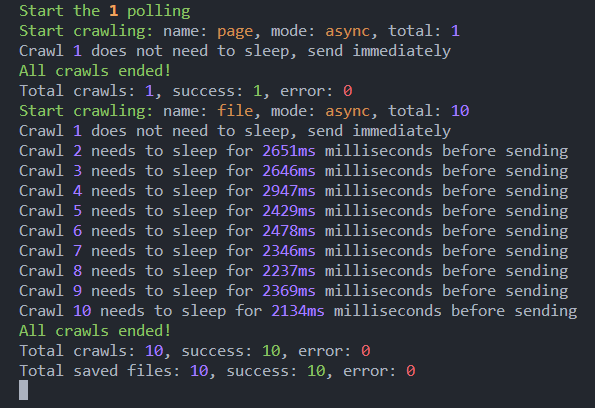 Start the 1 polling
Start crawling: name: page, mode: async, total: 1
Crawl 1 does not need to sleep, send immediately
All crawls ended!
Total crawls: 1, success: 1, error: 0
Start crawling: name: file, mode: async, total: 10
Crawl 1 does not need to sleep, send immediately
Crawl 2 needs to sleep for 2651ms milliseconds before sending
Crawl 3 needs to sleep for 2646ms milliseconds before sending
Crawl 4 needs to sleep for 2947ms milliseconds before sending
Crawl 5 needs to sleep for 2429ms milliseconds before sending
Crawl 6 needs to sleep for 2478ms milliseconds before sending
Crawl 7 needs to sleep for 2346ms milliseconds before sending
Crawl 8 needs to sleep for 2237ms milliseconds before sending
Crawl 9 needs to sleep for 2369ms milliseconds before sending
Crawl 10 needs to sleep for 2134ms milliseconds before sending
All crawls ended!
Total crawls: 10, success: 10, error: 0
Total saved files: 10, success: 10, error: 0